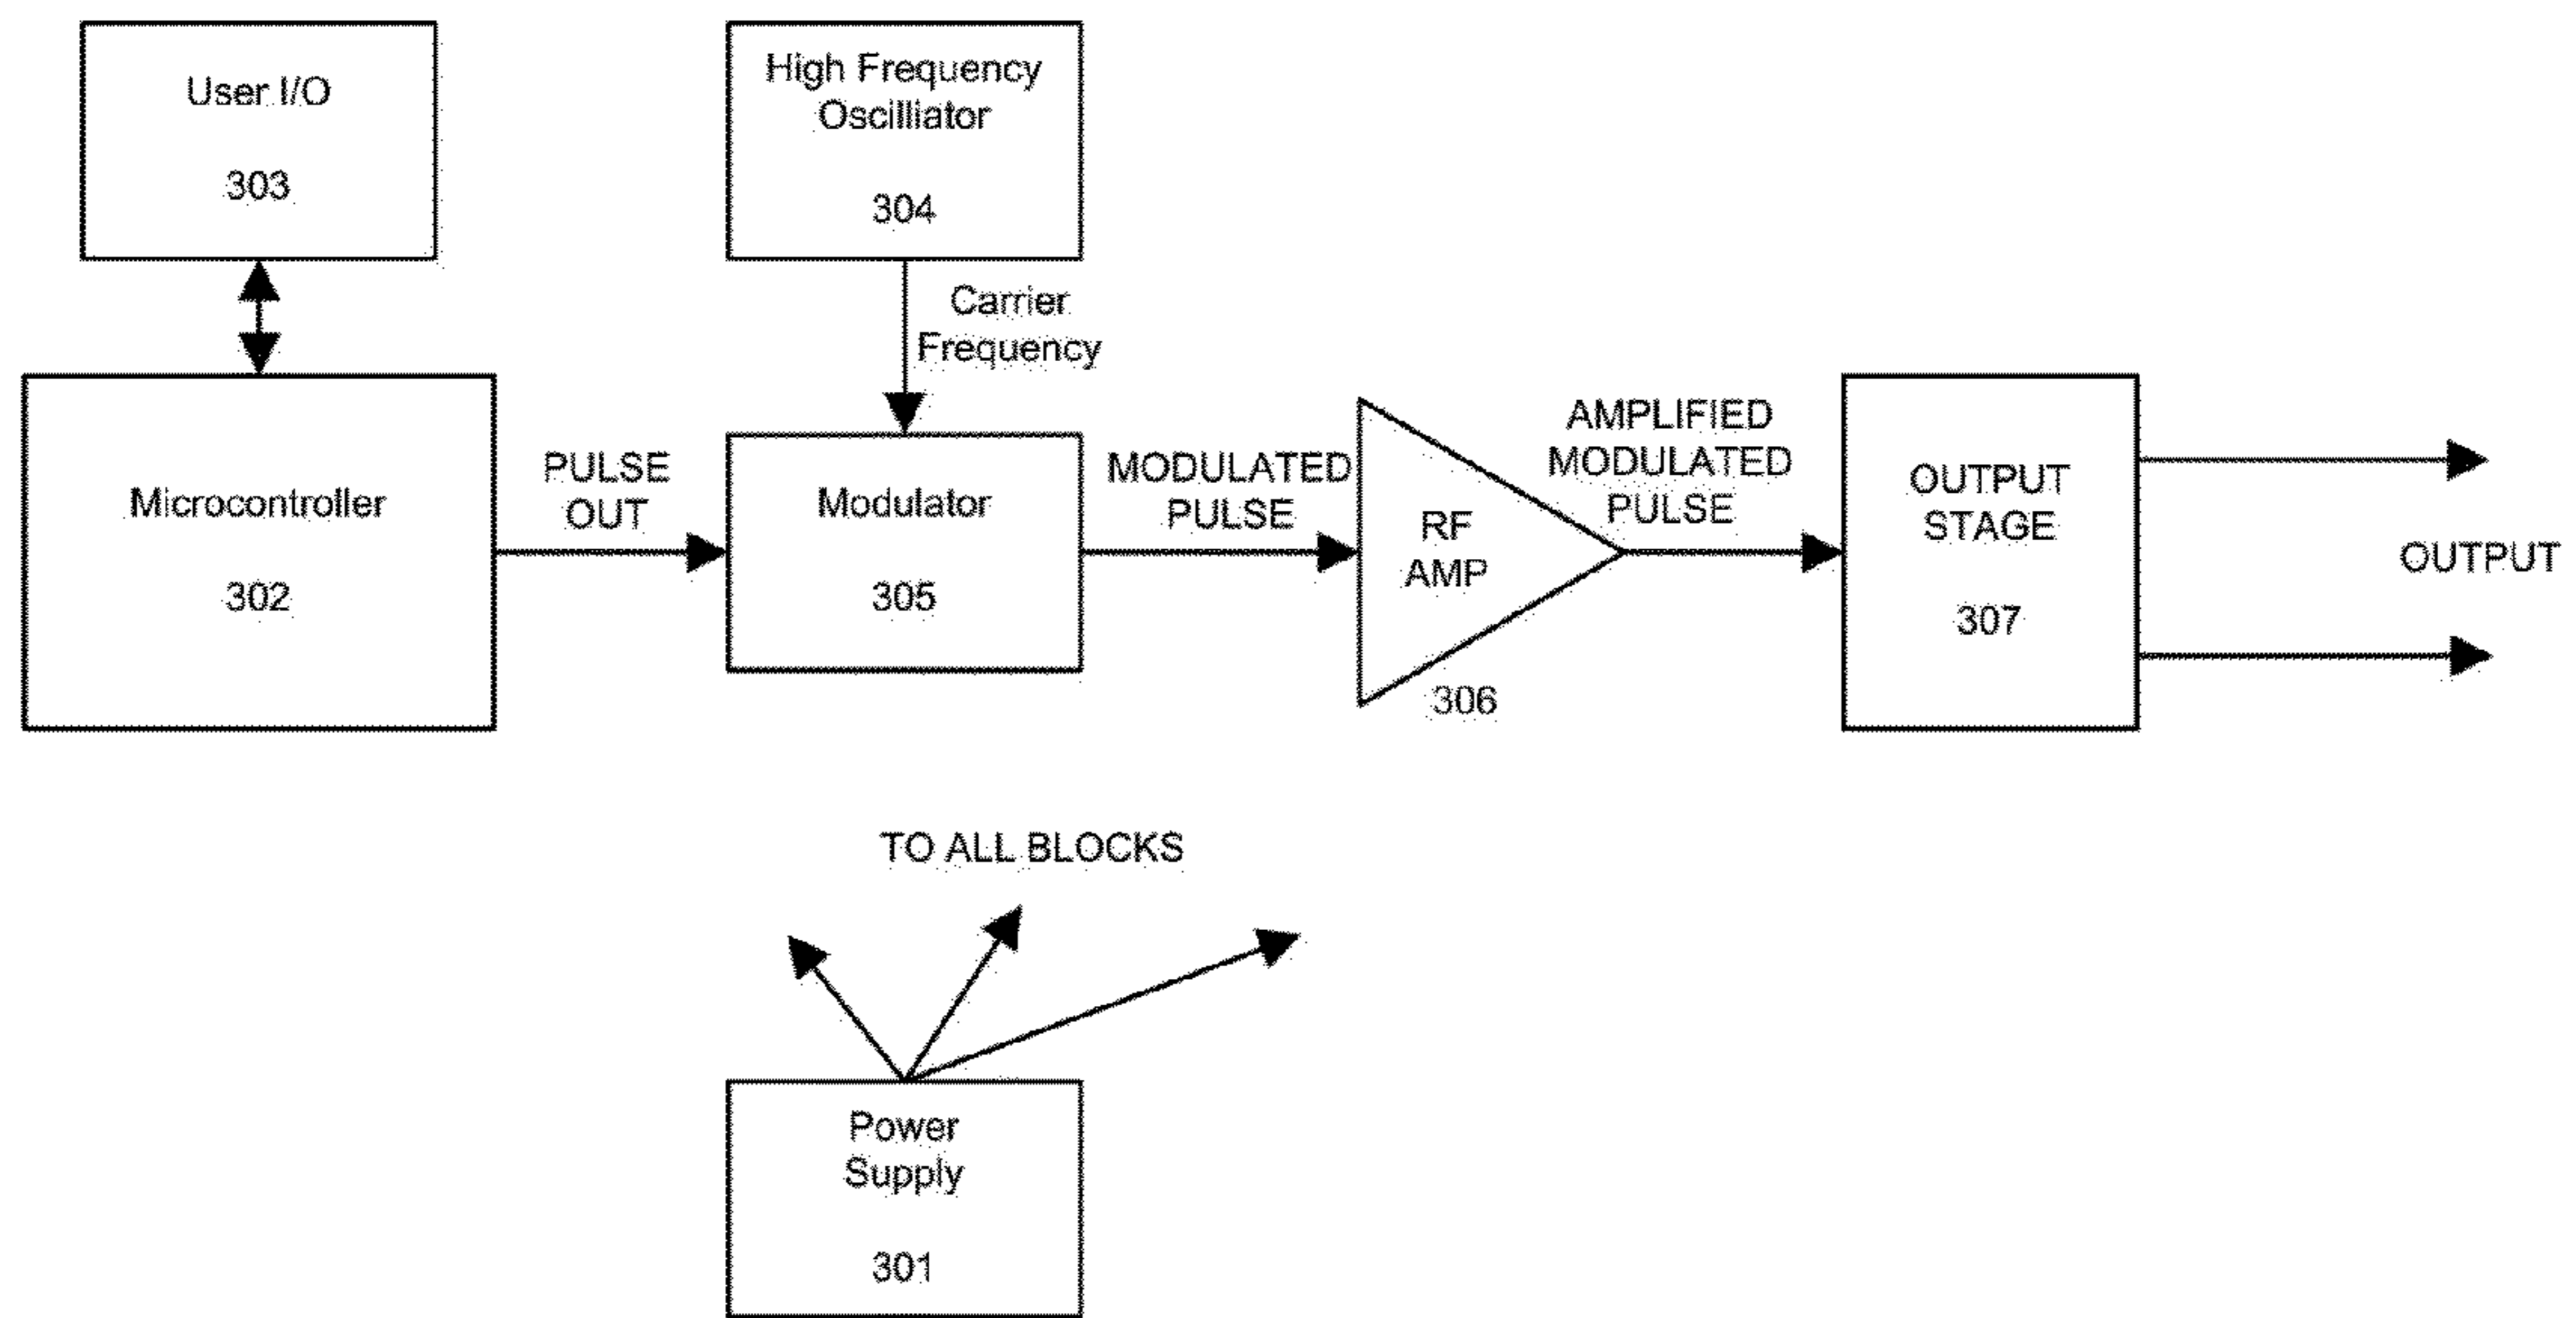 User I/O
303
High Frequency
Oscilliator
304
Carrier
Frequency
Microcontroller
302
PULSE
OUT
Modulator
305
MODULATED
PULSE
RF
AMP
306
AMPLIFIED
MODULATED
PULSE
OUTPUT
STAGE
307
OUTPUT
TO ALL BLOCKS
Power
Supply
301